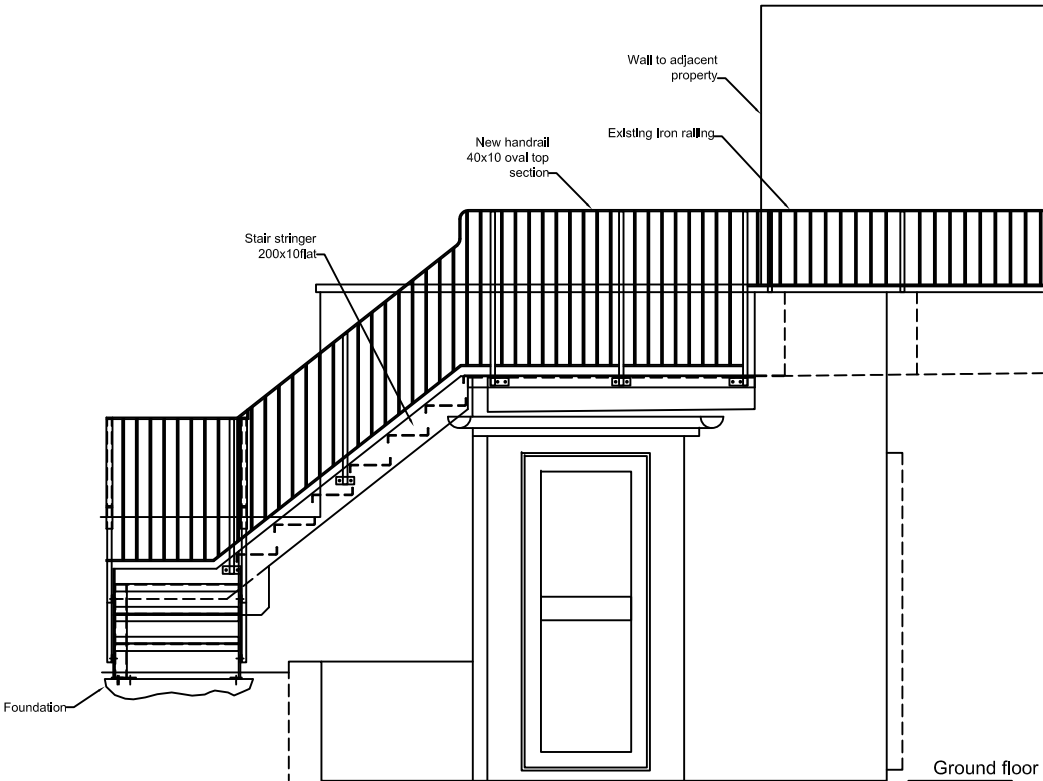 Wall to adjacent
property
Existing iron railing
New handrail
40x10 oval top
section
Stair stringer
200x10flat
Foundation
Ground floor